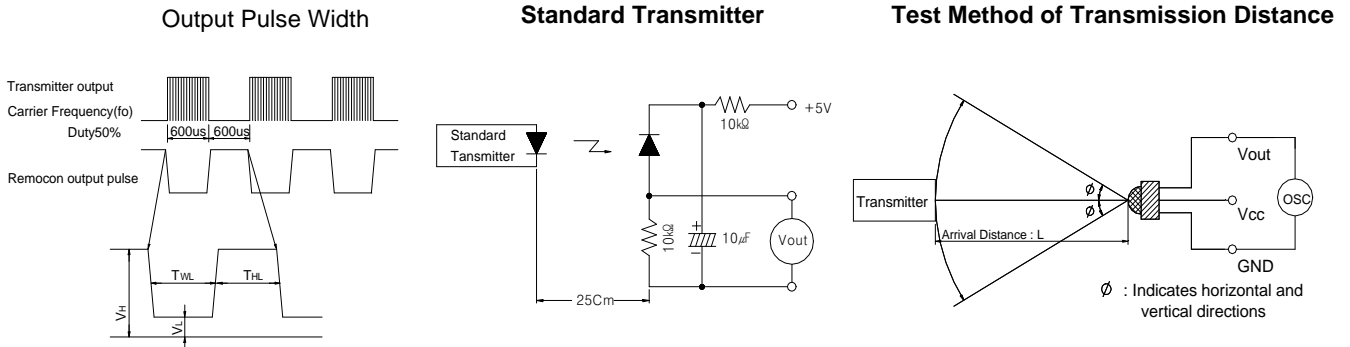 Output Pulse Width
Transmitter output
Carrier Frequency(fo)
Duty50%
600us 600us
Remocon output pulse
TWL THL
VH
VL
Standard Transmitter
Standard
Tansmitter
10kΩ
+5V
10kΩ
+
10μF
Vout
25Cm
Test Method of Transmission Distance
Transmitter
ϕ
ϕ
Arrival Distance : L
Vout
Vcc
GND
OSC
ϕ : Indicates horizontal and
vertical directions